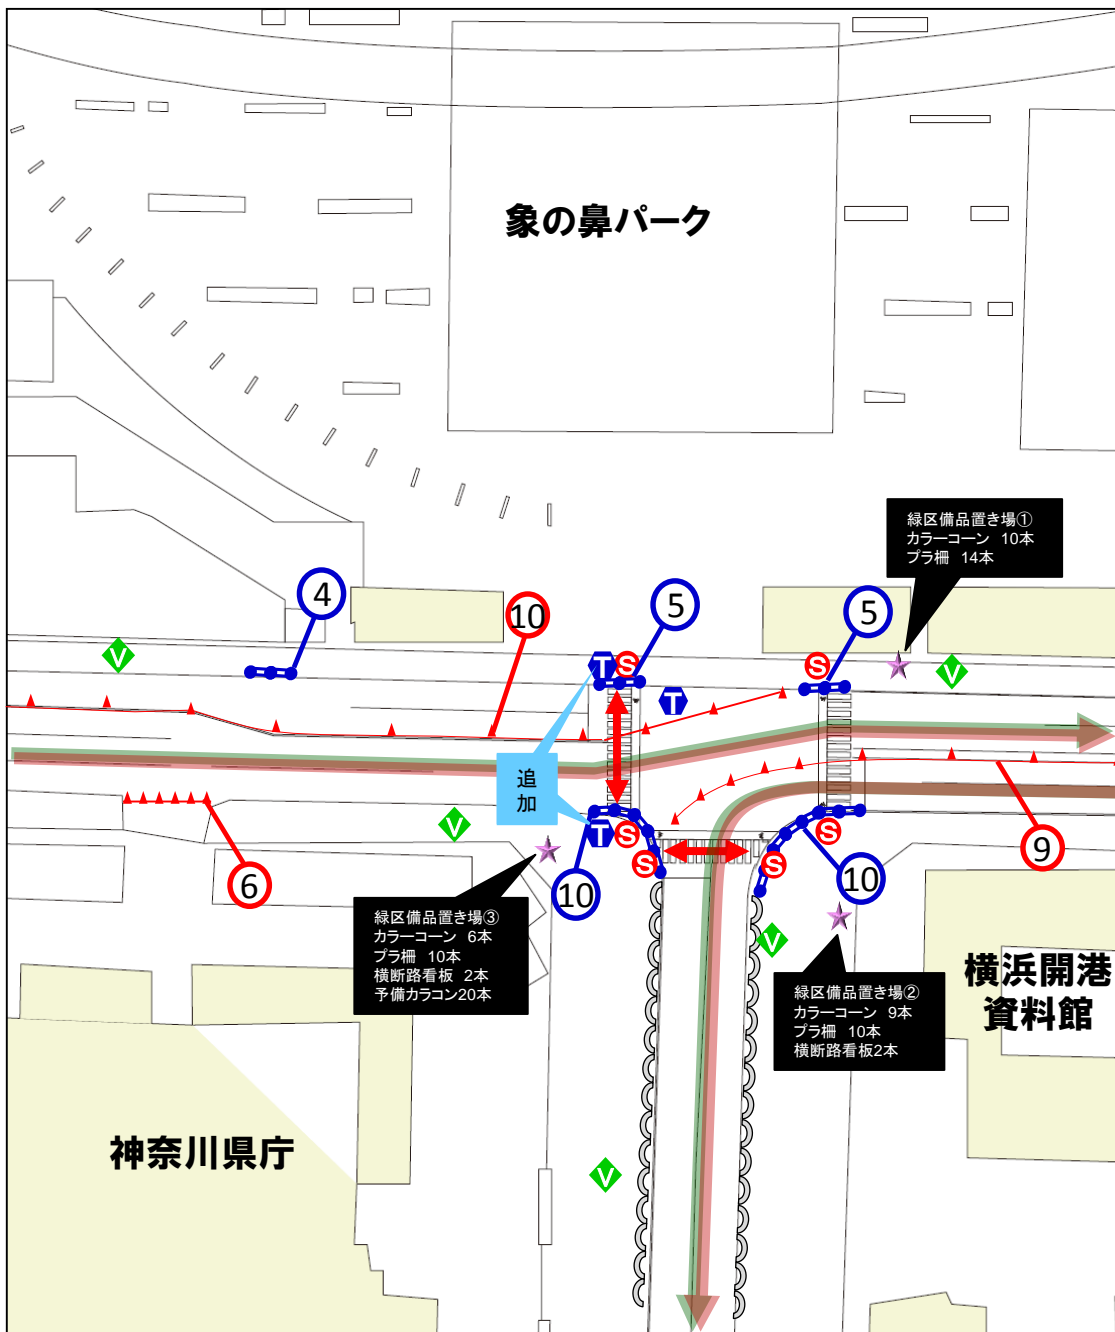 象の鼻パーク
緑区備品置き場①
カラーコーン 10本
プラ柵 14本
4
10
5
5
V
T
S
S
V
T
追
加
V
T
S
S
S
S
6
10
10
9
緑区備品置き場③
カラーコーン 6本
プラ柵 10本
横断路看板 2本
予備カラコン20本
V
緑区備品置き場②
カラーコーン 9本
プラ柵 10本
横断路看板2本
横浜開港
資料館
神奈川県庁
V